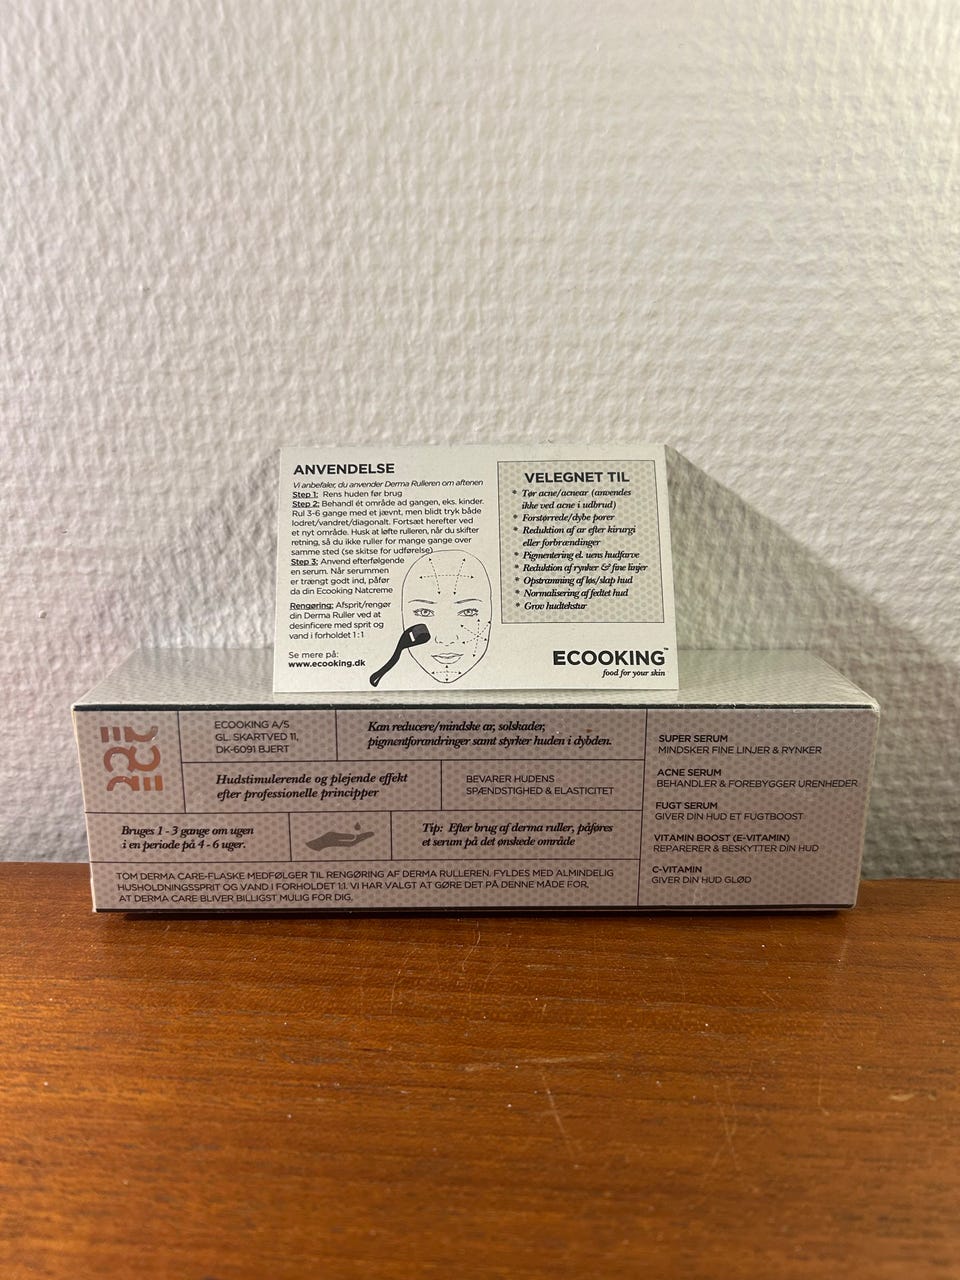 ANVENDELSE
Vi anbefaler, du anvender Derma Rulleren om aftenen
Step 1: Rens huden før brug
Step 2: Behandl ét område ad gangen, eks. kinder.
Rul 3-6 gange med et jævnt, men blidt tryk både
lodret/vandret/diagonalt. Fortsæt herefter ved
et nyt område. Husk at løfte rulleren, når du skifter
retning, så du ikke ruller for mange gange over
samme sted (se skitse for udførelse)
Step 3: Anvend efterfølgende
en serum. Når serummen
er trængt godt ind, påfør
da din Ecooking Natcreme
Rengøring: Afsprit/rengør
din Derma Ruller ved at
desinficere med sprit og
vand i forholdet 1:1
Se mere på:
www.ecooking.dk
VELEGNET TIL
* Tør acne/acnear (anvendes
ikke ved acne i udbrud)
* Forstørrede/dybe porer
* Reduktion af ar efter kirurgi
eller forbrændinger
* Pigmentering el. uens hudfarve
* Reduktion af rynker & fine linjer
* Opstramning af løs/slap hud
* Normalisering af fedtet hud
* Grov hudtekstur
ECOOKING™
food for your skin
ECOOKING A/S
GL. SKARTVED 11,
DK-6091 BJERT
Kan reducere/mindske ar, solskader,
pigmentforandringer samt styrker huden i dybden.
Hudstimulerende og plejende effekt
efter professionelle principper
BEVARER HUDENS
SPÆNDSTIGHED & ELASTICITET
Bruges 1 - 3 gange om ugen
i en periode på 4 - 6 uger.
Tip: Efter brug af derma ruller, påføres
et serum på det ønskede område
TOM DERMA CARE-FLASKE MEDFØLGER TIL RENGØRING AF DERMA RULLEREN. FYLDES MED ALMINDELIG
HUSHOLDNINGSSPRIT OG VAND I FORHOLDET 1:1. VI HAR VALGT AT GØRE DET PÅ DENNE MÅDE FOR,
AT DERMA CARE BLIVER BILLIGST MULIG FOR DIG.
SUPER SERUM
MINDSKER FINE LINJER & RYNKER
ACNE SERUM
BEHANDLER & FOREBYGGER URENHEDER
FUGT SERUM
GIVER DIN HUD ET FUGTBOOST
VITAMIN BOOST (E-VITAMIN)
REPARERER & BESKYTTER DIN HUD
C-VITAMIN
GIVER DIN HUD GLØD